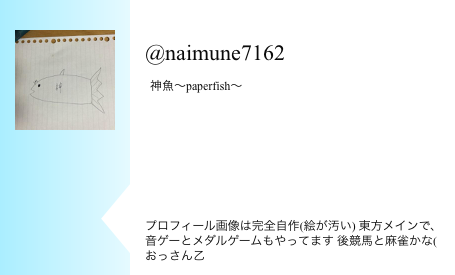 @naimune7162
神魚〜paperfish〜
プロフィール画像は完全自作(絵が汚い) 東方メインで、
音ゲーとメダルゲームもやってます 後競馬と麻雀かな(
おっさん乙